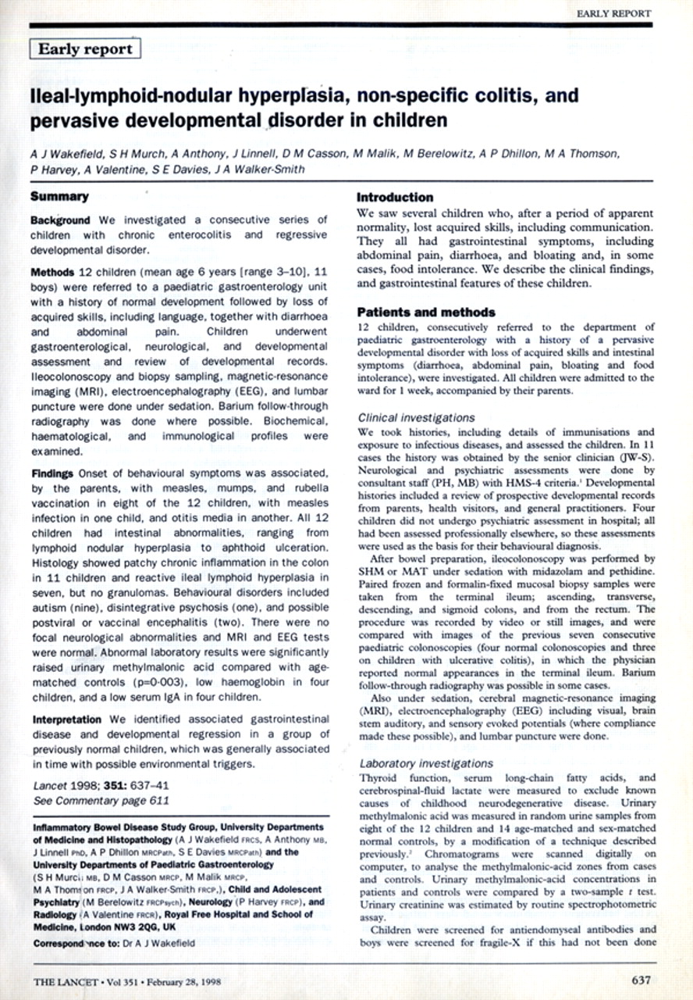 EARLY REPORT
Early report
Ileal-lymphoid-nodular hyperplasia, non-specific colitis, and
pervasive developmental disorder in children
A J Wakefield, S H Murch, A Anthony, J Linnell, D M Casson, M Malik, M Berelowitz, A P Dhillon, M A Thomson,
P Harvey, A Valentine, S E Davies, J A Walker-Smith
Summary
Background We investigated a consecutive series of
children with chronic enterocolitis and regressive
developmental disorder.
Methods 12 children (mean age 6 years [range 3–10], 11
boys) were referred to a paediatric gastroenterology unit
with a history of normal development followed by loss of
acquired skills, including language, together with diarrhoea
and abdominal pain. Children underwent
gastroenterological, neurological, and developmental
assessment and review of developmental records.
Ileocolonoscopy and biopsy sampling, magnetic-resonance
imaging (MRI), electroencephalography (EEG), and lumbar
puncture were done under sedation. Barium follow-through
radiography was done where possible. Biochemical,
haematological, and immunological profiles were
examined.
Findings Onset of behavioural symptoms was associated,
by the parents, with measles, mumps, and rubella
vaccination in eight of the 12 children, with measles
infection in one child, and otitis media in another. All 12
children had intestinal abnormalities, ranging from
lymphoid nodular hyperplasia to aphthoid ulceration.
Histology showed patchy chronic inflammation in the colon
in 11 children and reactive ileal lymphoid hyperplasia in
seven, but no granulomas. Behavioural disorders included
autism (nine), disintegrative psychosis (one), and possible
postviral or vaccinal encephalitis (two). There were no
focal neurological abnormalities and MRI and EEG tests
were normal. Abnormal laboratory results were significantly
raised urinary methylmalonic acid compared with age-
matched controls (p=0·003), low haemoglobin in four
children, and a low serum IgA in four children.
Interpretation We identified associated gastrointestinal
disease and developmental regression in a group of
previously normal children, which was generally associated
in time with possible environmental triggers.
Lancet 1998; 351: 637–41
See Commentary page 611
Inflammatory Bowel Disease Study Group, University Departments
of Medicine and Histopathology (A J Wakefield FRCS, A Anthony MB,
J Linnell PhD, A P Dhillon MRCPath, S E Davies MRCPath) and the
University Departments of Paediatric Gastroenterology
(S H Murch MB, D M Casson MRCP, M Malik MRCP,
M A Thomson FRCP, J A Walker-Smith FRCP,), Child and Adolescent
Psychiatry (M Berelowitz FRCPsych), Neurology (P Harvey FRCP), and
Radiology (A Valentine FRCR), Royal Free Hospital and School of
Medicine, London NW3 2QG, UK
Correspondence to: Dr A J Wakefield
Introduction
We saw several children who, after a period of apparent
normality, lost acquired skills, including communication.
They all had gastrointestinal symptoms, including
abdominal pain, diarrhoea, and bloating and, in some
cases, food intolerance. We describe the clinical findings,
and gastrointestinal features of these children.
Patients and methods
12 children, consecutively referred to the department of
paediatric gastroenterology with a history of a pervasive
developmental disorder with loss of acquired skills and intestinal
symptoms (diarrhoea, abdominal pain, bloating and food
intolerance), were investigated. All children were admitted to the
ward for 1 week, accompanied by their parents.
Clinical investigations
We took histories, including details of immunisations and
exposure to infectious diseases, and assessed the children. In 11
cases the history was obtained by the senior clinician (JW-S).
Neurological and psychiatric assessments were done by
consultant staff (PH, MB) with HMS-4 criteria.¹ Developmental
histories included a review of prospective developmental records
from parents, health visitors, and general practitioners. Four
children did not undergo psychiatric assessment in hospital; all
had been assessed professionally elsewhere, so these assessments
were used as the basis for their behavioural diagnosis.
After bowel preparation, ileocolonoscopy was performed by
SHM or MAT under sedation with midazolam and pethidine.
Paired frozen and formalin-fixed mucosal biopsy samples were
taken from the terminal ileum; ascending, transverse,
descending, and sigmoid colons, and from the rectum. The
procedure was recorded by video or still images, and were
compared with images of the previous seven consecutive
paediatric colonoscopies (four normal colonoscopies and three
on children with ulcerative colitis), in which the physician
reported normal appearances in the terminal ileum. Barium
follow-through radiography was possible in some cases.
Also under sedation, cerebral magnetic-resonance imaging
(MRI), electroencephalography (EEG) including visual, brain
stem auditory, and sensory evoked potentials (where compliance
made these possible), and lumbar puncture were done.
Laboratory investigations
Thyroid function, serum long-chain fatty acids, and
cerebrospinal-fluid lactate were measured to exclude known
causes of childhood neurodegenerative disease. Urinary
methylmalonic acid was measured in random urine samples from
eight of the 12 children and 14 age-matched and sex-matched
normal controls, by a modification of a technique described
previously.² Chromatograms were scanned digitally on
computer, to analyse the methylmalonic-acid zones from cases
and controls. Urinary methylmalonic-acid concentrations in
patients and controls were compared by a two-sample t test.
Urinary creatinine was estimated by routine spectrophotometric
assay.
Children were screened for antiendomyseal antibodies and
boys were screened for fragile-X if this had not been done
THE LANCET • Vol 351 • February 28, 1998
637